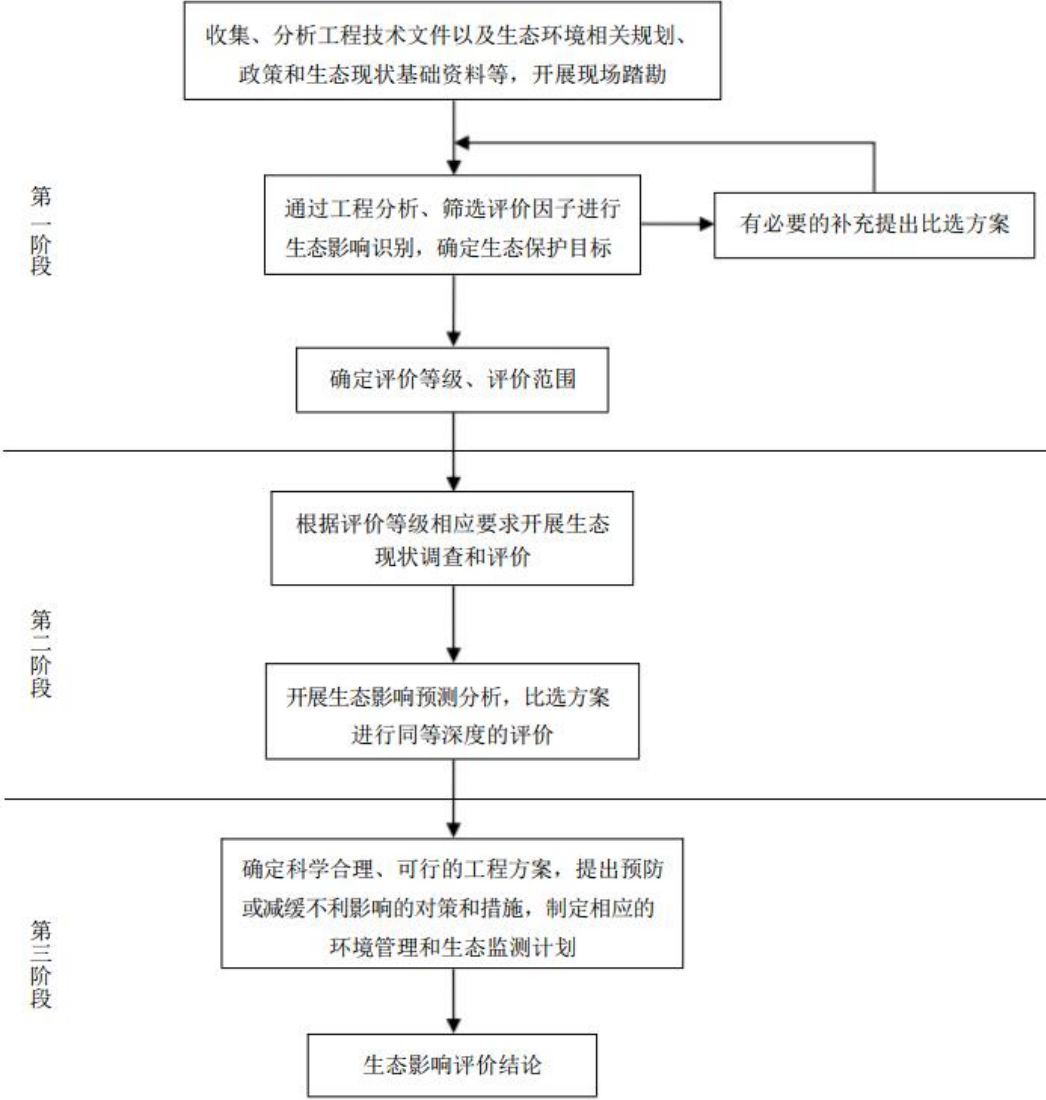 收集、分析工程技术文件以及生态环境相关规划、
政策和生态现状基础资料等，开展现场踏勘
第一阶段
通过工程分析、筛选评价因子进行
生态影响识别，确定生态保护目标
有必要的补充提出比选方案
确定评价等级、评价范围
根据评价等级相应要求开展生态
现状调查和评价
第二阶段
开展生态影响预测分析，比选方案
进行同等深度的评价
确定科学合理、可行的工程方案，提出预防
或减缓不利影响的对策和措施，制定相应的
环境管理和生态监测计划
第三阶段
生态影响评价结论